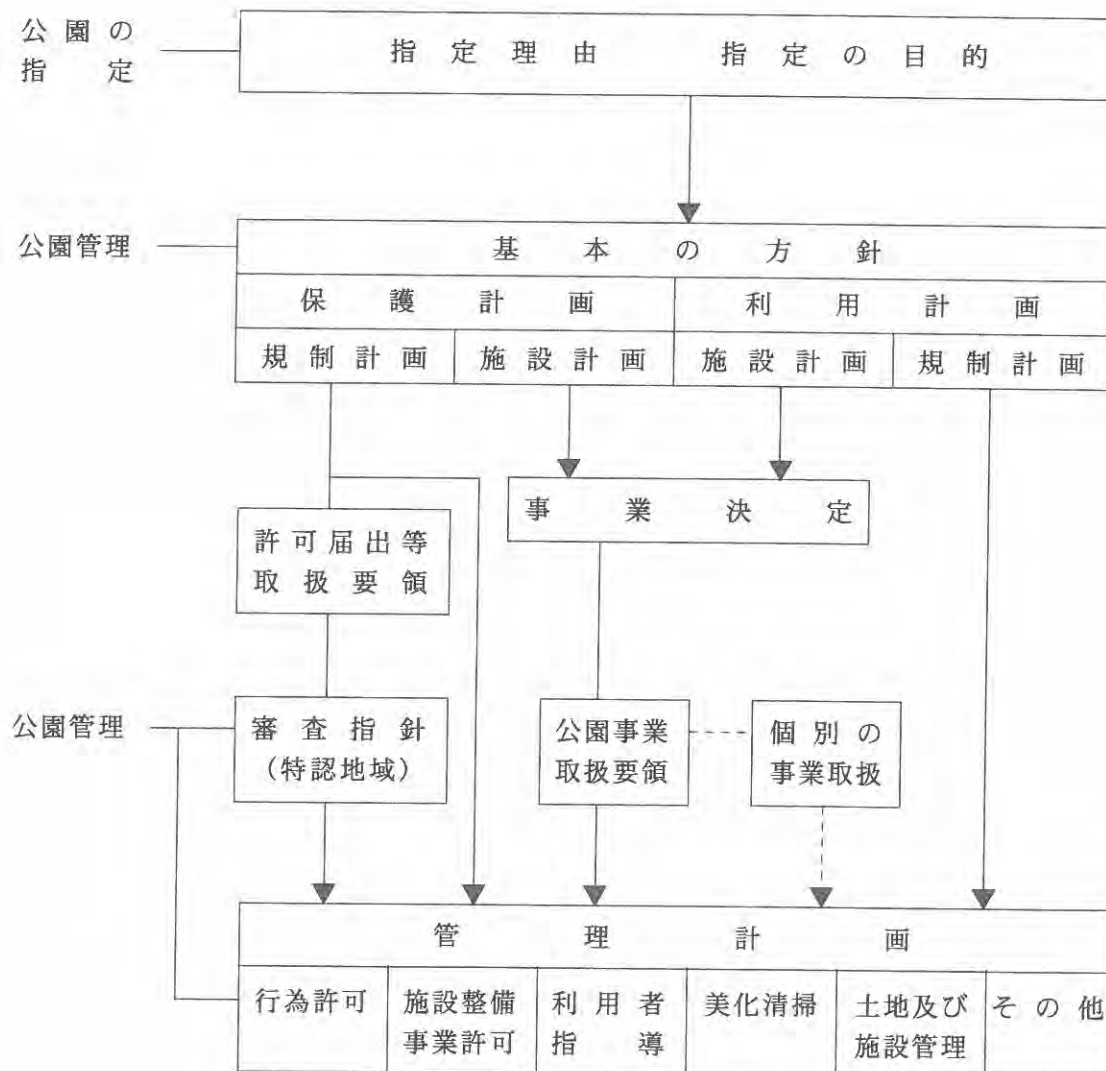 公園の
指定
指定理由 指定の目的
公園管理
基本の方針
保護計画 利用計画
規制計画 施設計画 施設計画 規制計画
事業決定
許可届出等
取扱要領
公園管理
審査指針
(特認地域)
公園事業
取扱要領
個別の
事業取扱
管理計画
行為許可
施設整備
事業許可
利用者
指導
美化清掃
土地及び
施設管理
その他